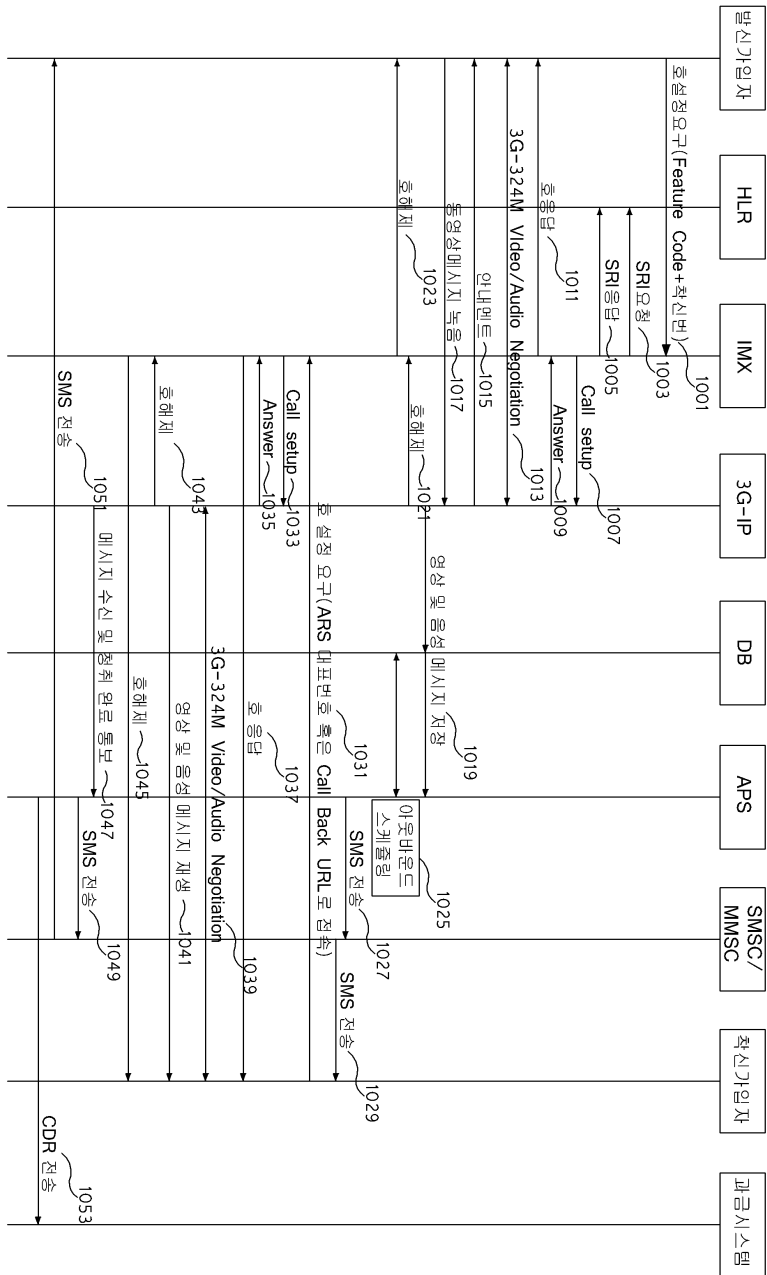 발신가입자
HLR
IMX
3G-IP
DB
APS
SMSC/
MMSC
착신가입자
과금시스템
호설정요구(Feature Code+착신번)
1001
SRI요청
1003
SRI응답
1005
Call setup
1007
Answer
1009
호응답
1011
3G-324M Video/Audio Negotiation
1013
안내멘트
1015
동영상메시지 녹음
1017
영상 및 음성 메시지 저장
1019
호해제
1021
호해제
1023
아웃바운드
스케쥴링
1025
SMS 전송
1027
SMS 전송
1029
호 설정 요구(ARS 대표번호 혹은 Call Back URL로 접속)
1031
Call setup
1033
Answer
1035
호 응답
1037
3G-324M Video/Audio Negotiation
1039
영상 및 음성 메시지 재생
1041
호해제
1043
호해제
1045
메시지 수신 및 청취 완료 통보
1047
SMS 전송
1049
SMS 전송
1051
CDR 전송
1053